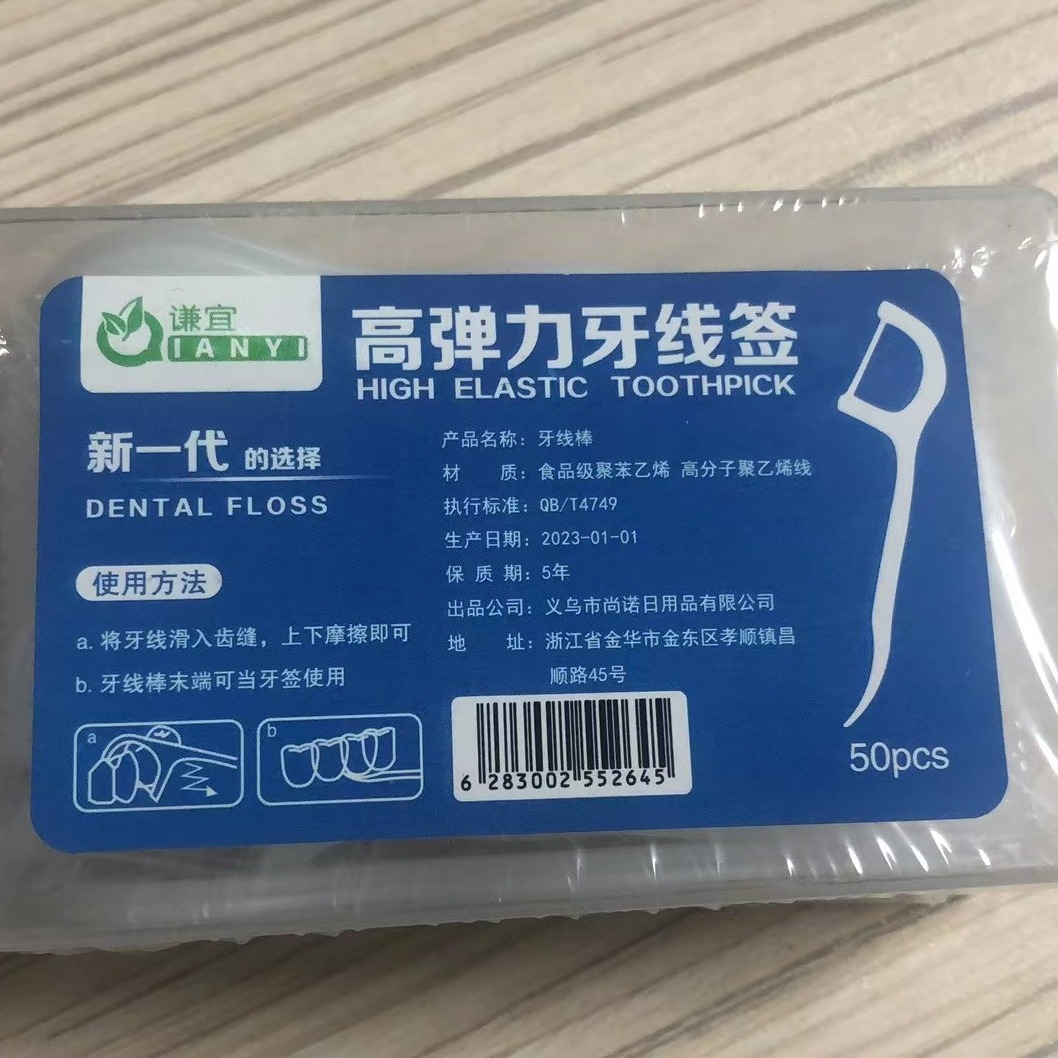 谦宜
QIANYI
高弹力牙线签
HIGH ELASTIC TOOTHPICK
新一代的选择
DENTAL FLOSS
使用方法
a. 将牙线滑入齿缝，上下摩擦即可
b. 牙线棒末端可当牙签使用
a
b
产品名称：牙线棒
材 质：食品级聚苯乙烯 高分子聚乙烯线
执行标准：QB/T4749
生产日期：2023-01-01
保 质 期：5年
出品公司：义乌市尚诺日用品有限公司
地 址：浙江省金华市金东区孝顺镇昌
顺路45号
6 283002 552645
50pcs